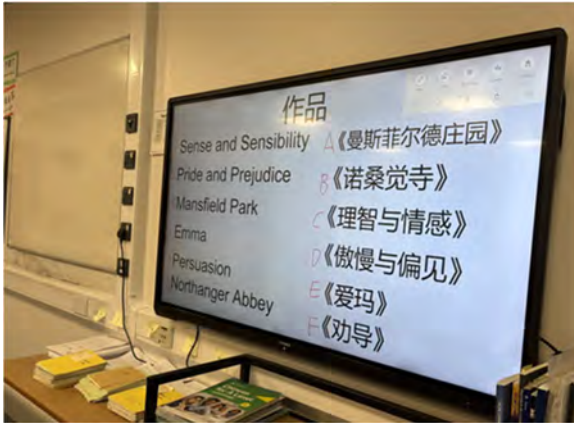 作品
Sense and Sensibility A《曼斯菲尔德庄园》
Pride and Prejudice B《诺桑觉寺》
Mansfield Park C《理智与情感》
Emma D《傲慢与偏见》
Persuasion E《爱玛》
Northanger Abbey F《劝导》